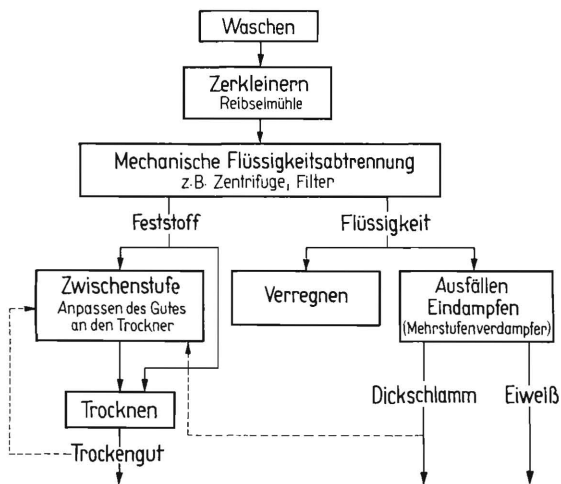 Waschen
Zerkleinern
Reibselmühle
Mechanische Flüssigkeitsabtrennung
z.B. Zentrifuge, Filter
Feststoff
Flüssigkeit
Zwischenstufe
Anpassen des Gutes
an den Trockner
Verregnen
Ausfällen
Eindampfen
(Mehrstufenverdampfer)
Trocknen
Dickschlamm
Eiweiß
Trockengut